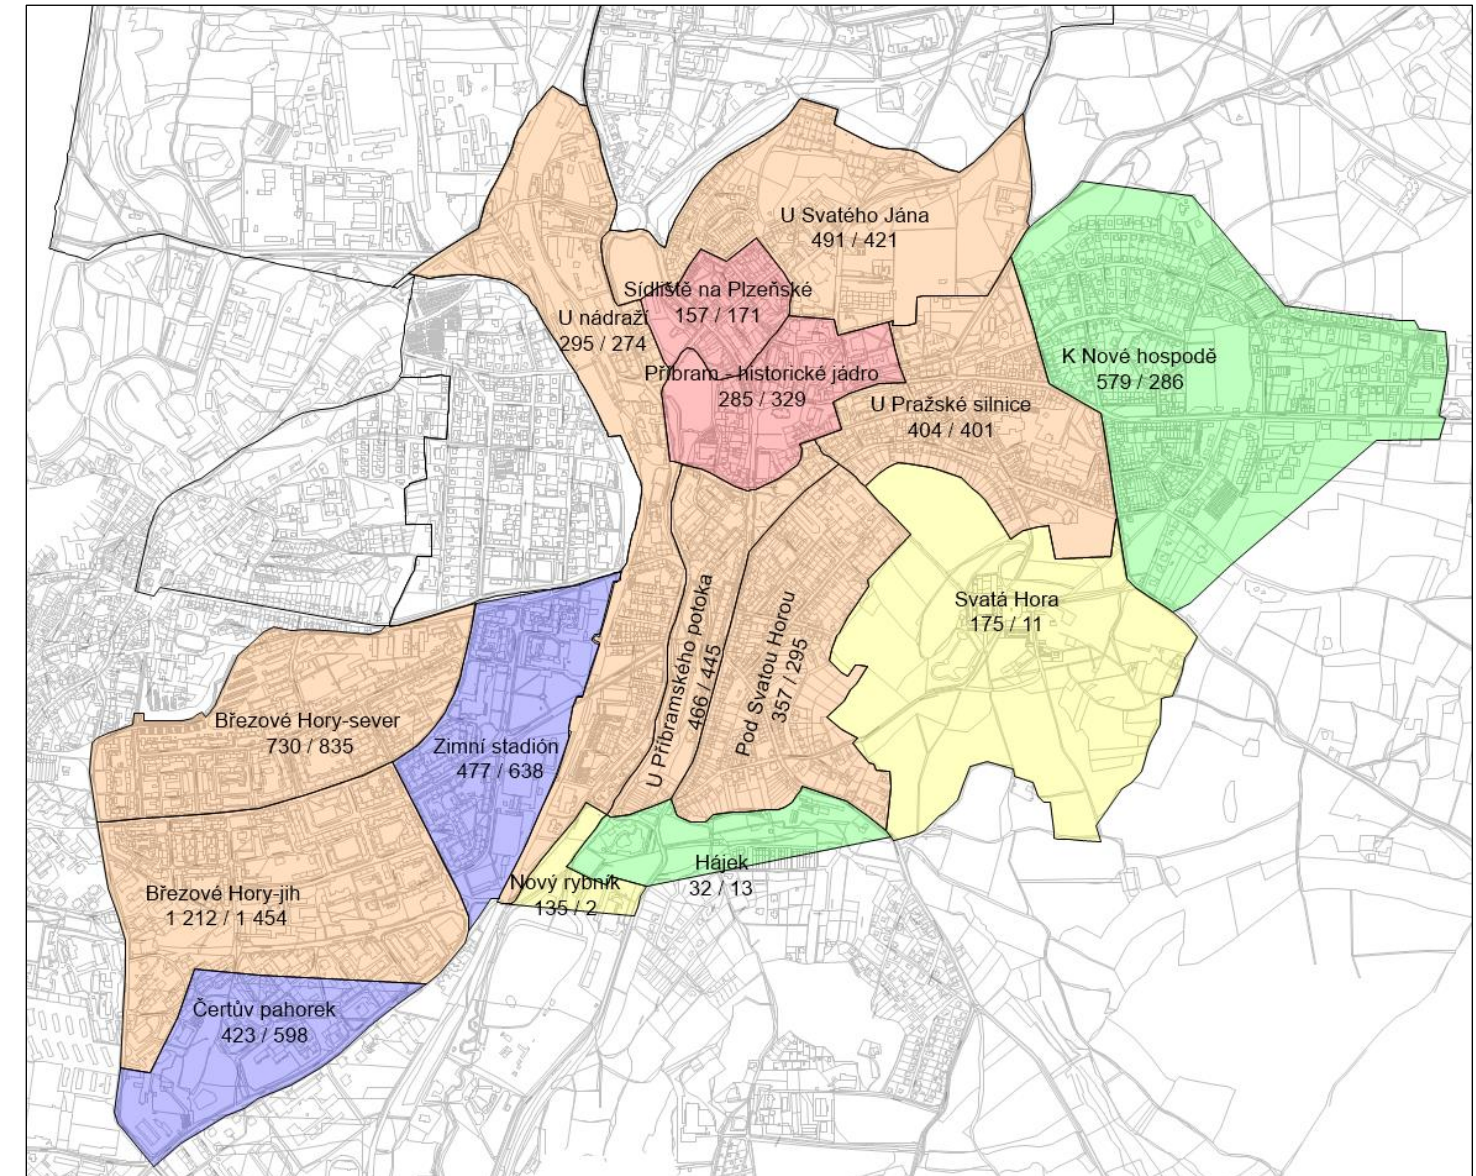 U Svatého Jána
491 / 421
Sídliště na Plzeňské
157 / 171
U nádraží
295 / 274
K Nové hospodě
579 / 286
Příbram - historické jádro
285 / 329
U Pražské silnice
404 / 401
Svatá Hora
175 / 11
U Příbramského potoka
466 / 445
Pod Svatou Horou
357 / 295
Březové Hory-sever
730 / 835
Zimní stadión
477 / 638
Hájek
32 / 13
Nový rybník
135 / 2
Březové Hory-jih
1 212 / 1 454
Čertův pahorek
423 / 598